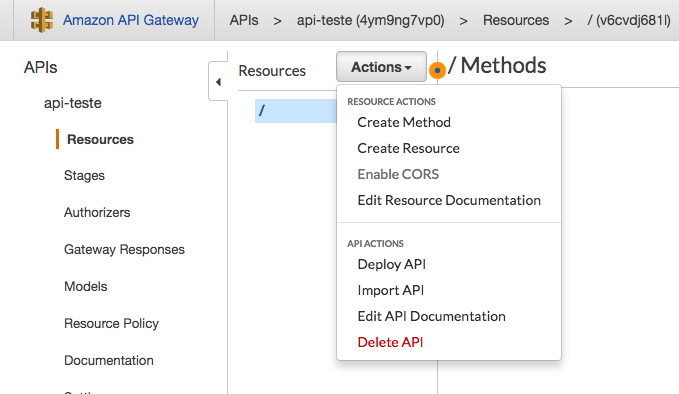 Amazon API Gateway APIs > api-teste (4ym9ng7vp0) > Resources > / (v6cvdj681l)
APIs
api-teste
Resources
Stages
Authorizers
Gateway Responses
Models
Resource Policy
Documentation
Resources
/
Actions
/ Methods
RESOURCE ACTIONS
Create Method
Create Resource
Enable CORS
Edit Resource Documentation
API ACTIONS
Deploy API
Import API
Edit API Documentation
Delete API